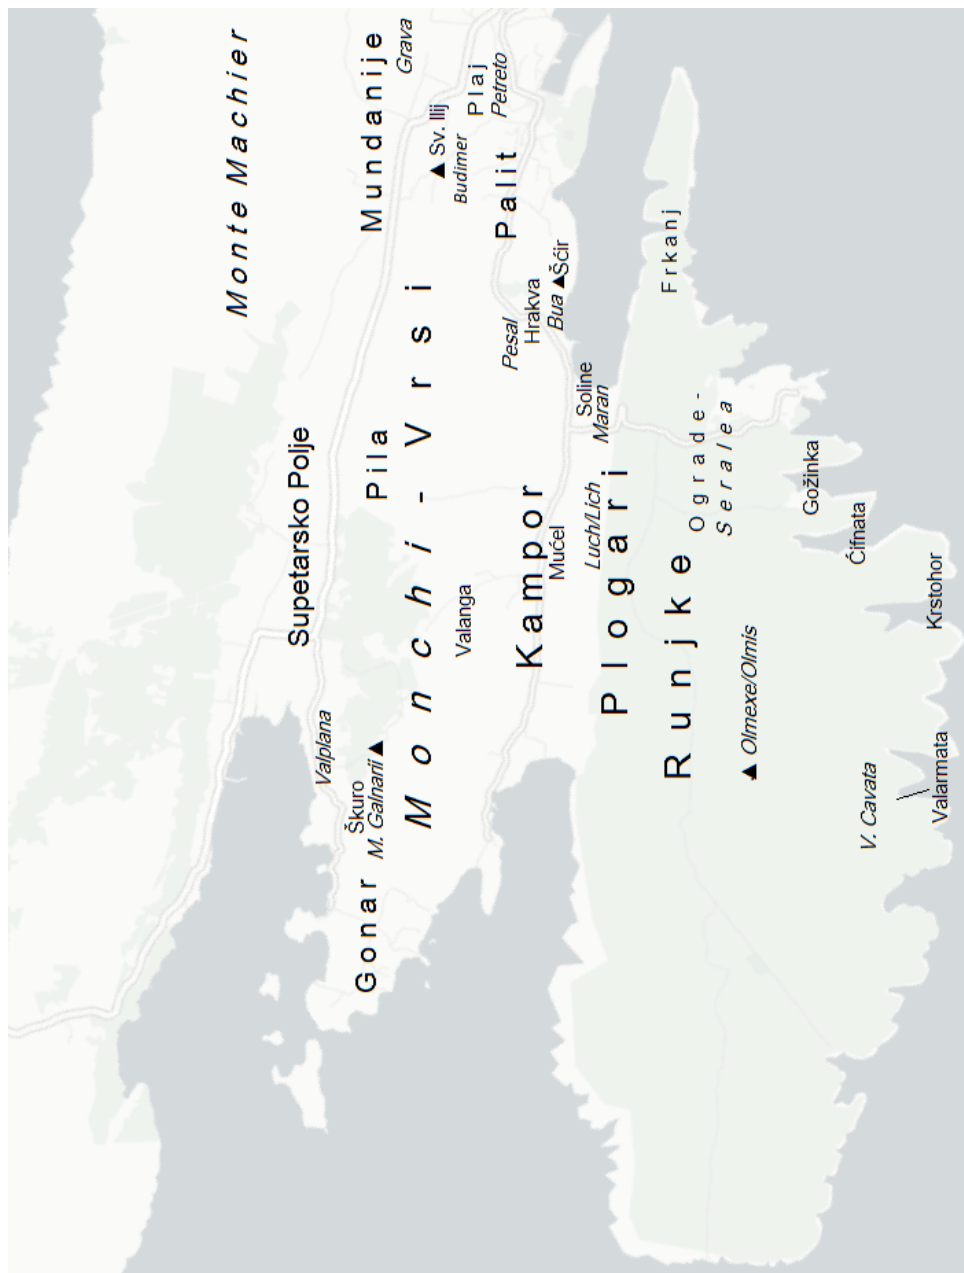 Monte Machier
Mundanije
Grava
Plaj
Petreto
▲ Sv. Ilij
Budimer
Palit
Supetarsko Polje
Pila
Monchi-Vrsi
Pesal
Hrakva
Bua ▲Šćir
Frkanj
Soline
Maran
Valplana
Škuro
M. Galnarii ▲
Gonar
Valanga
Kampor
Mućel
Luch/Lich
Plogari
Runjke
Ograde-
Seralea
Gožinka
Ćifnata
Krstohor
▲ Olmexe/Olmis
V. Cavata
Valarmata